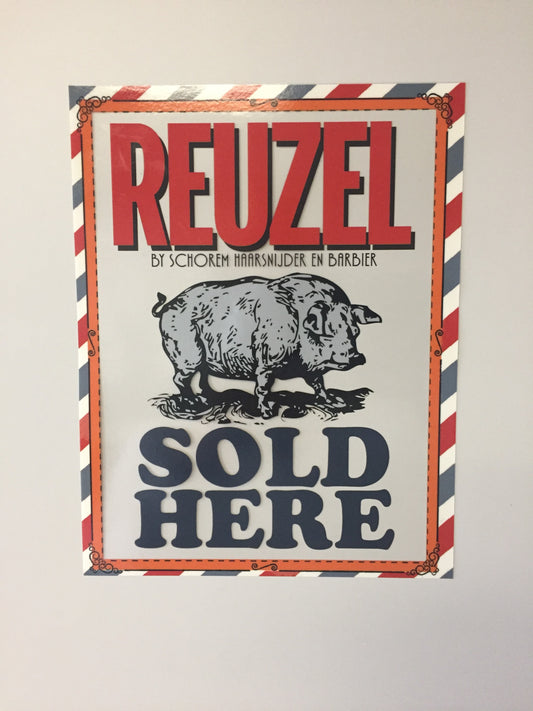 REUZEL
BY SCHOREM HAARSNIJDER EN BARBIER
SOLD
HERE